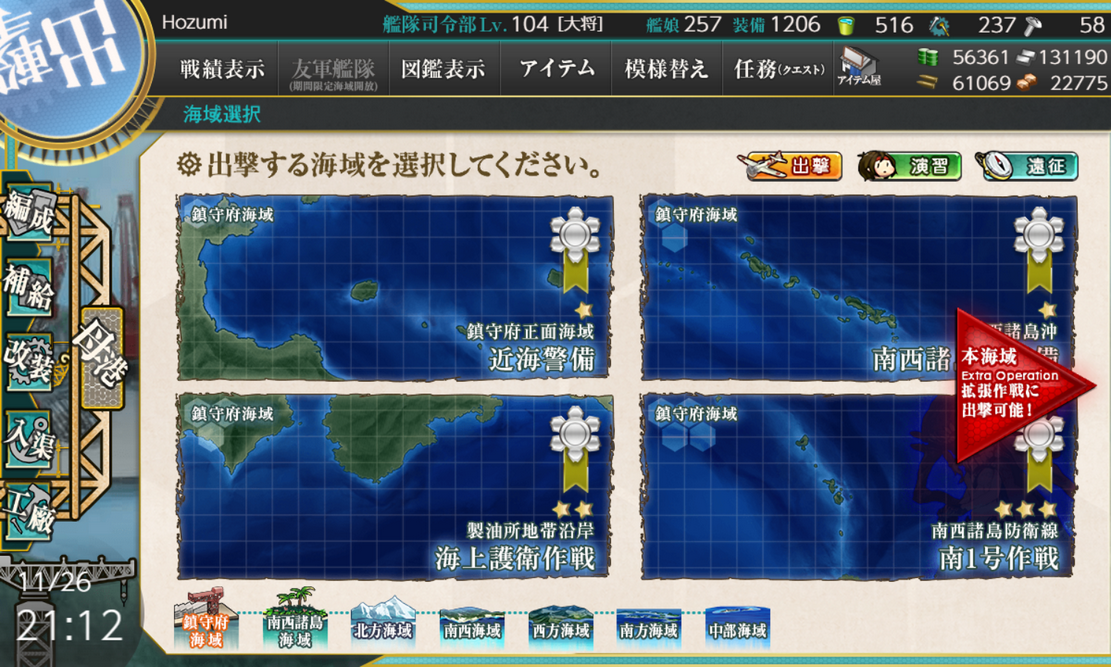 出撃
Hozumi
艦隊司令部Lv.104 [大将]
艦娘 257 装備 1206 516 237 58
戦績表示
友軍艦隊
(期間限定海域開放)
図鑑表示
アイテム
模様替え
任務(クエスト)
アイテム屋
56361 131190
61069 22775
海域選択
出撃する海域を選択してください。
出撃
演習
遠征
編成
補給
改装
入渠
工廠
母港
鎮守府海域
鎮守府正面海域
近海警備
鎮守府海域
西諸島沖
南西諸 備
本海域
Extra Operation
拡張作戦に
出撃可能!
鎮守府海域
製油所地帯沿岸
海上護衛作戦
鎮守府海域
南西諸島防衛線
南1号作戦
11/26
21:12
鎮守府
海域
南西諸島
海域
北方海域
南西海域
西方海域
南方海域
中部海域